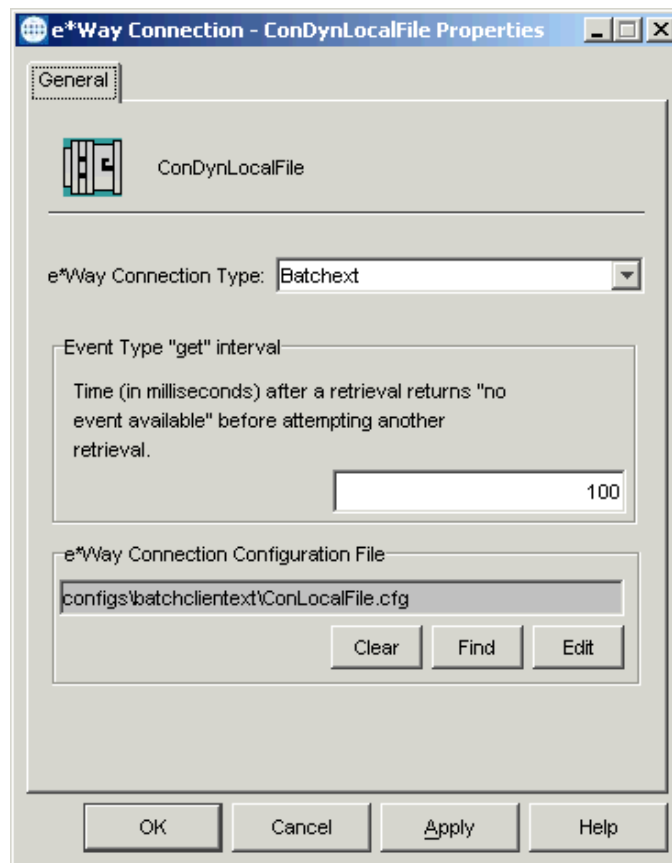 e*Way Connection - ConDynLocalFile Properties
General
ConDynLocalFile
e*Way Connection Type: Batchext
Event Type "get" interval
Time (in milliseconds) after a retrieval returns "no
event available" before attempting another
retrieval.
100
e*Way Connection Configuration File
configs\batchclientext\ConLocalFile.cfg
Clear Find Edit
OK Cancel Apply Help